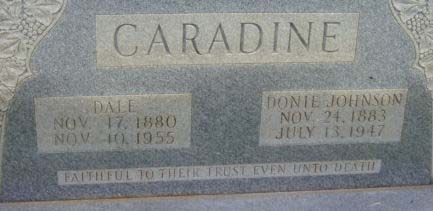 CARADINE
DALE
NOV. 17, 1880
NOV. 10, 1955
DONIE JOHNSON
NOV. 24, 1883
JULY 13, 1947
FAITHFUL TO THEIR TRUST EVEN UNTO DEATH